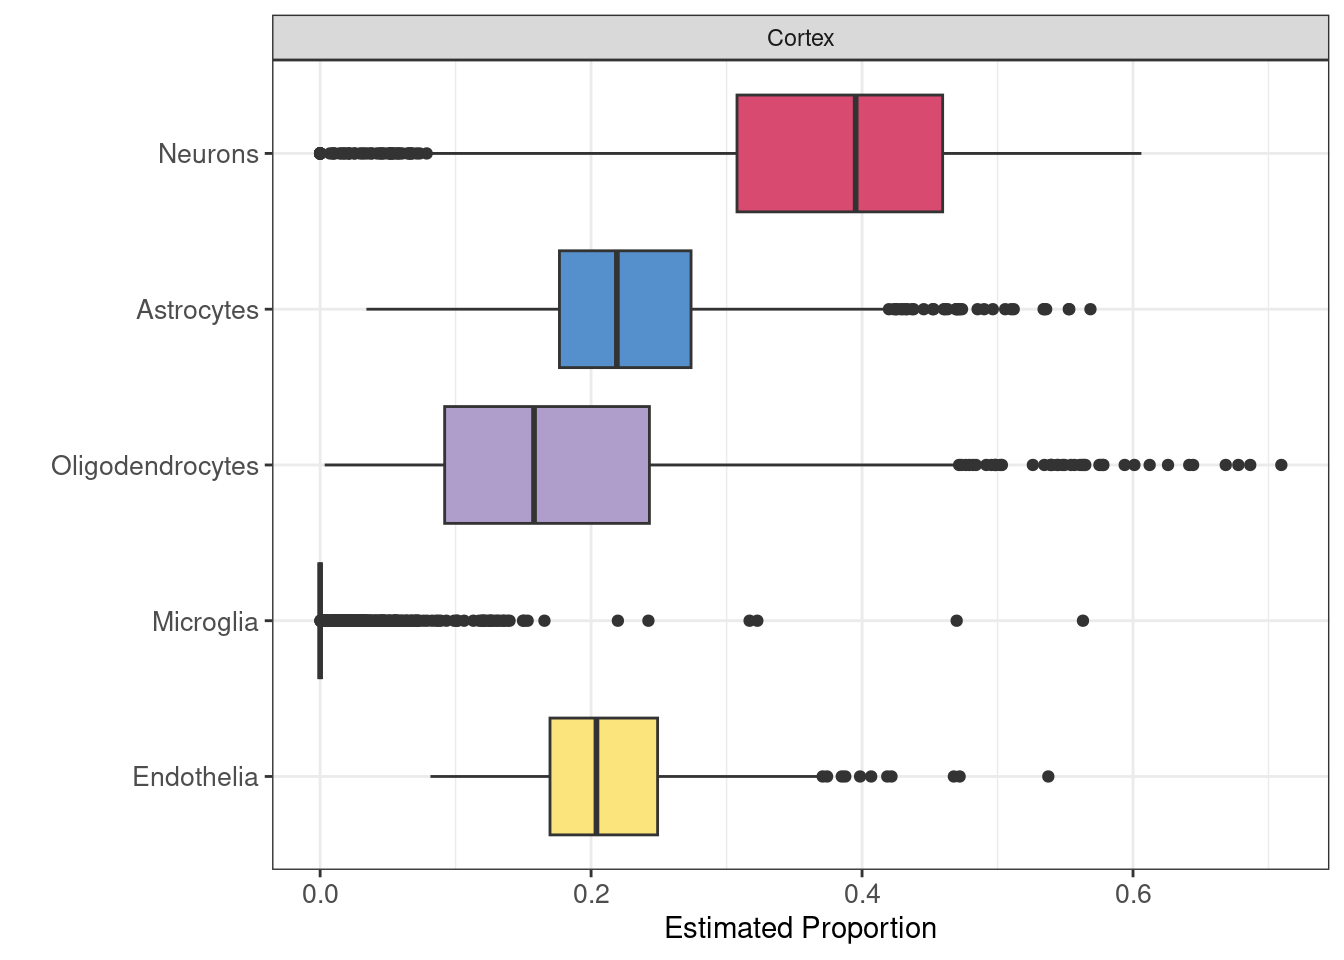 Cortex
Neurons
Astrocytes
Oligodendrocytes
Microglia
Endothelia
0.0 0.2 0.4 0.6
Estimated Proportion